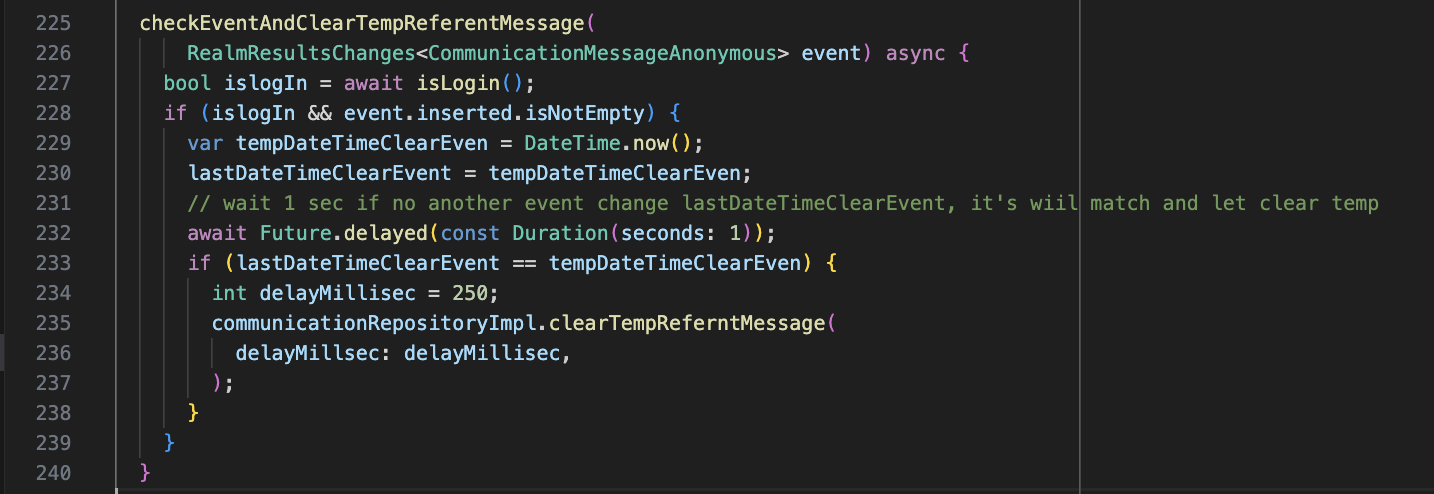 225 checkEventAndClearTempReferentMessage(
226 RealmResultsChanges<CommunicationMessageAnonymous> event) async {
227 bool islogIn = await isLogin();
228 if (islogIn && event.inserted.isNotEmpty) {
229 var tempDateTimeClearEven = DateTime.now();
230 lastDateTimeClearEvent = tempDateTimeClearEven;
231 // wait 1 sec if no another event change lastDateTimeClearEvent, it's wiil match and let clear temp
232 await Future.delayed(const Duration(seconds: 1));
233 if (lastDateTimeClearEvent == tempDateTimeClearEven) {
234 int delayMillisec = 250;
235 communicationRepositoryImpl.clearTempReferntMessage(
236 delayMillsec: delayMillisec,
237 );
238 }
239 }
240 }